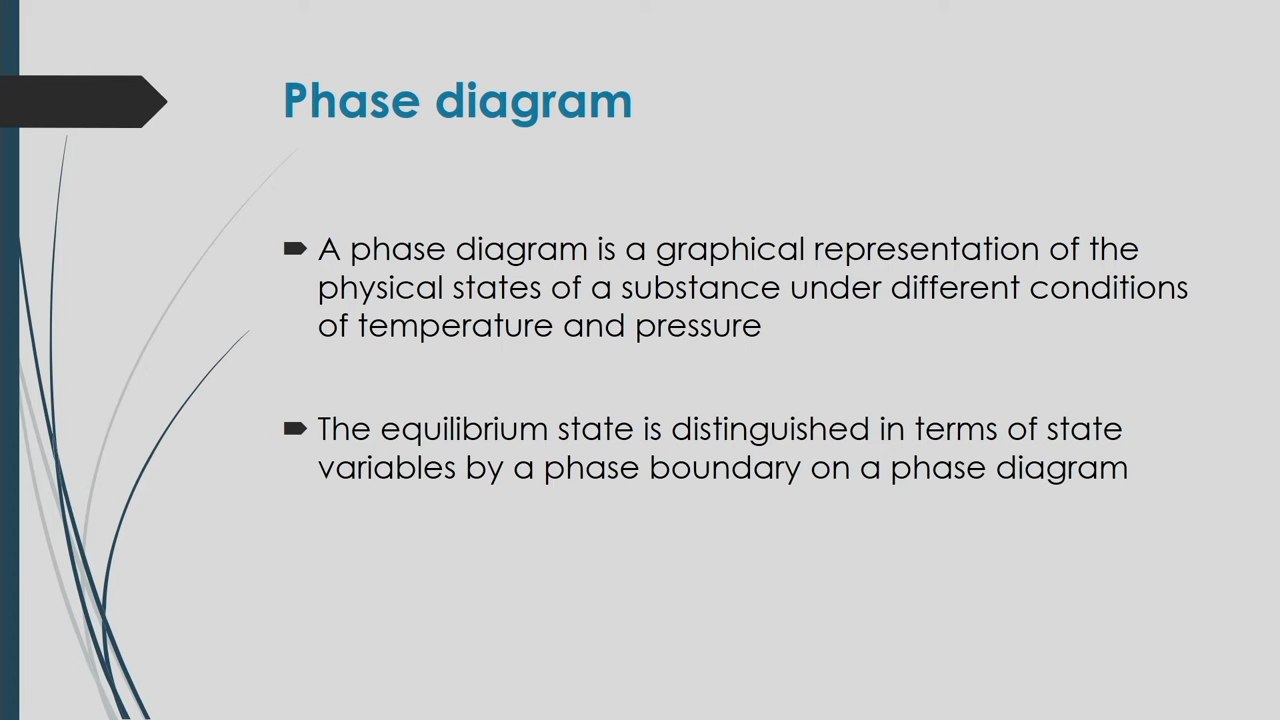 Phase diagram
A phase diagram is a graphical representation of the
physical states of a substance under different conditions
of temperature and pressure
The equilibrium state is distinguished in terms of state
variables by a phase boundary on a phase diagram